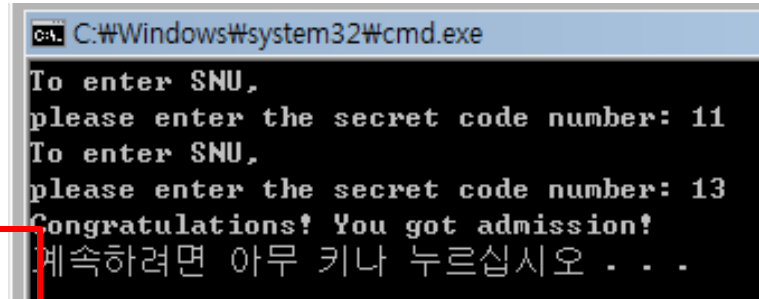 C:₩Windows₩system32₩cmd.exe
To enter SNU,
please enter the secret code number: 11
To enter SNU,
please enter the secret code number: 13
Congratulations! You got admission!
계속하려면 아무 키나 누르십시오 . . .